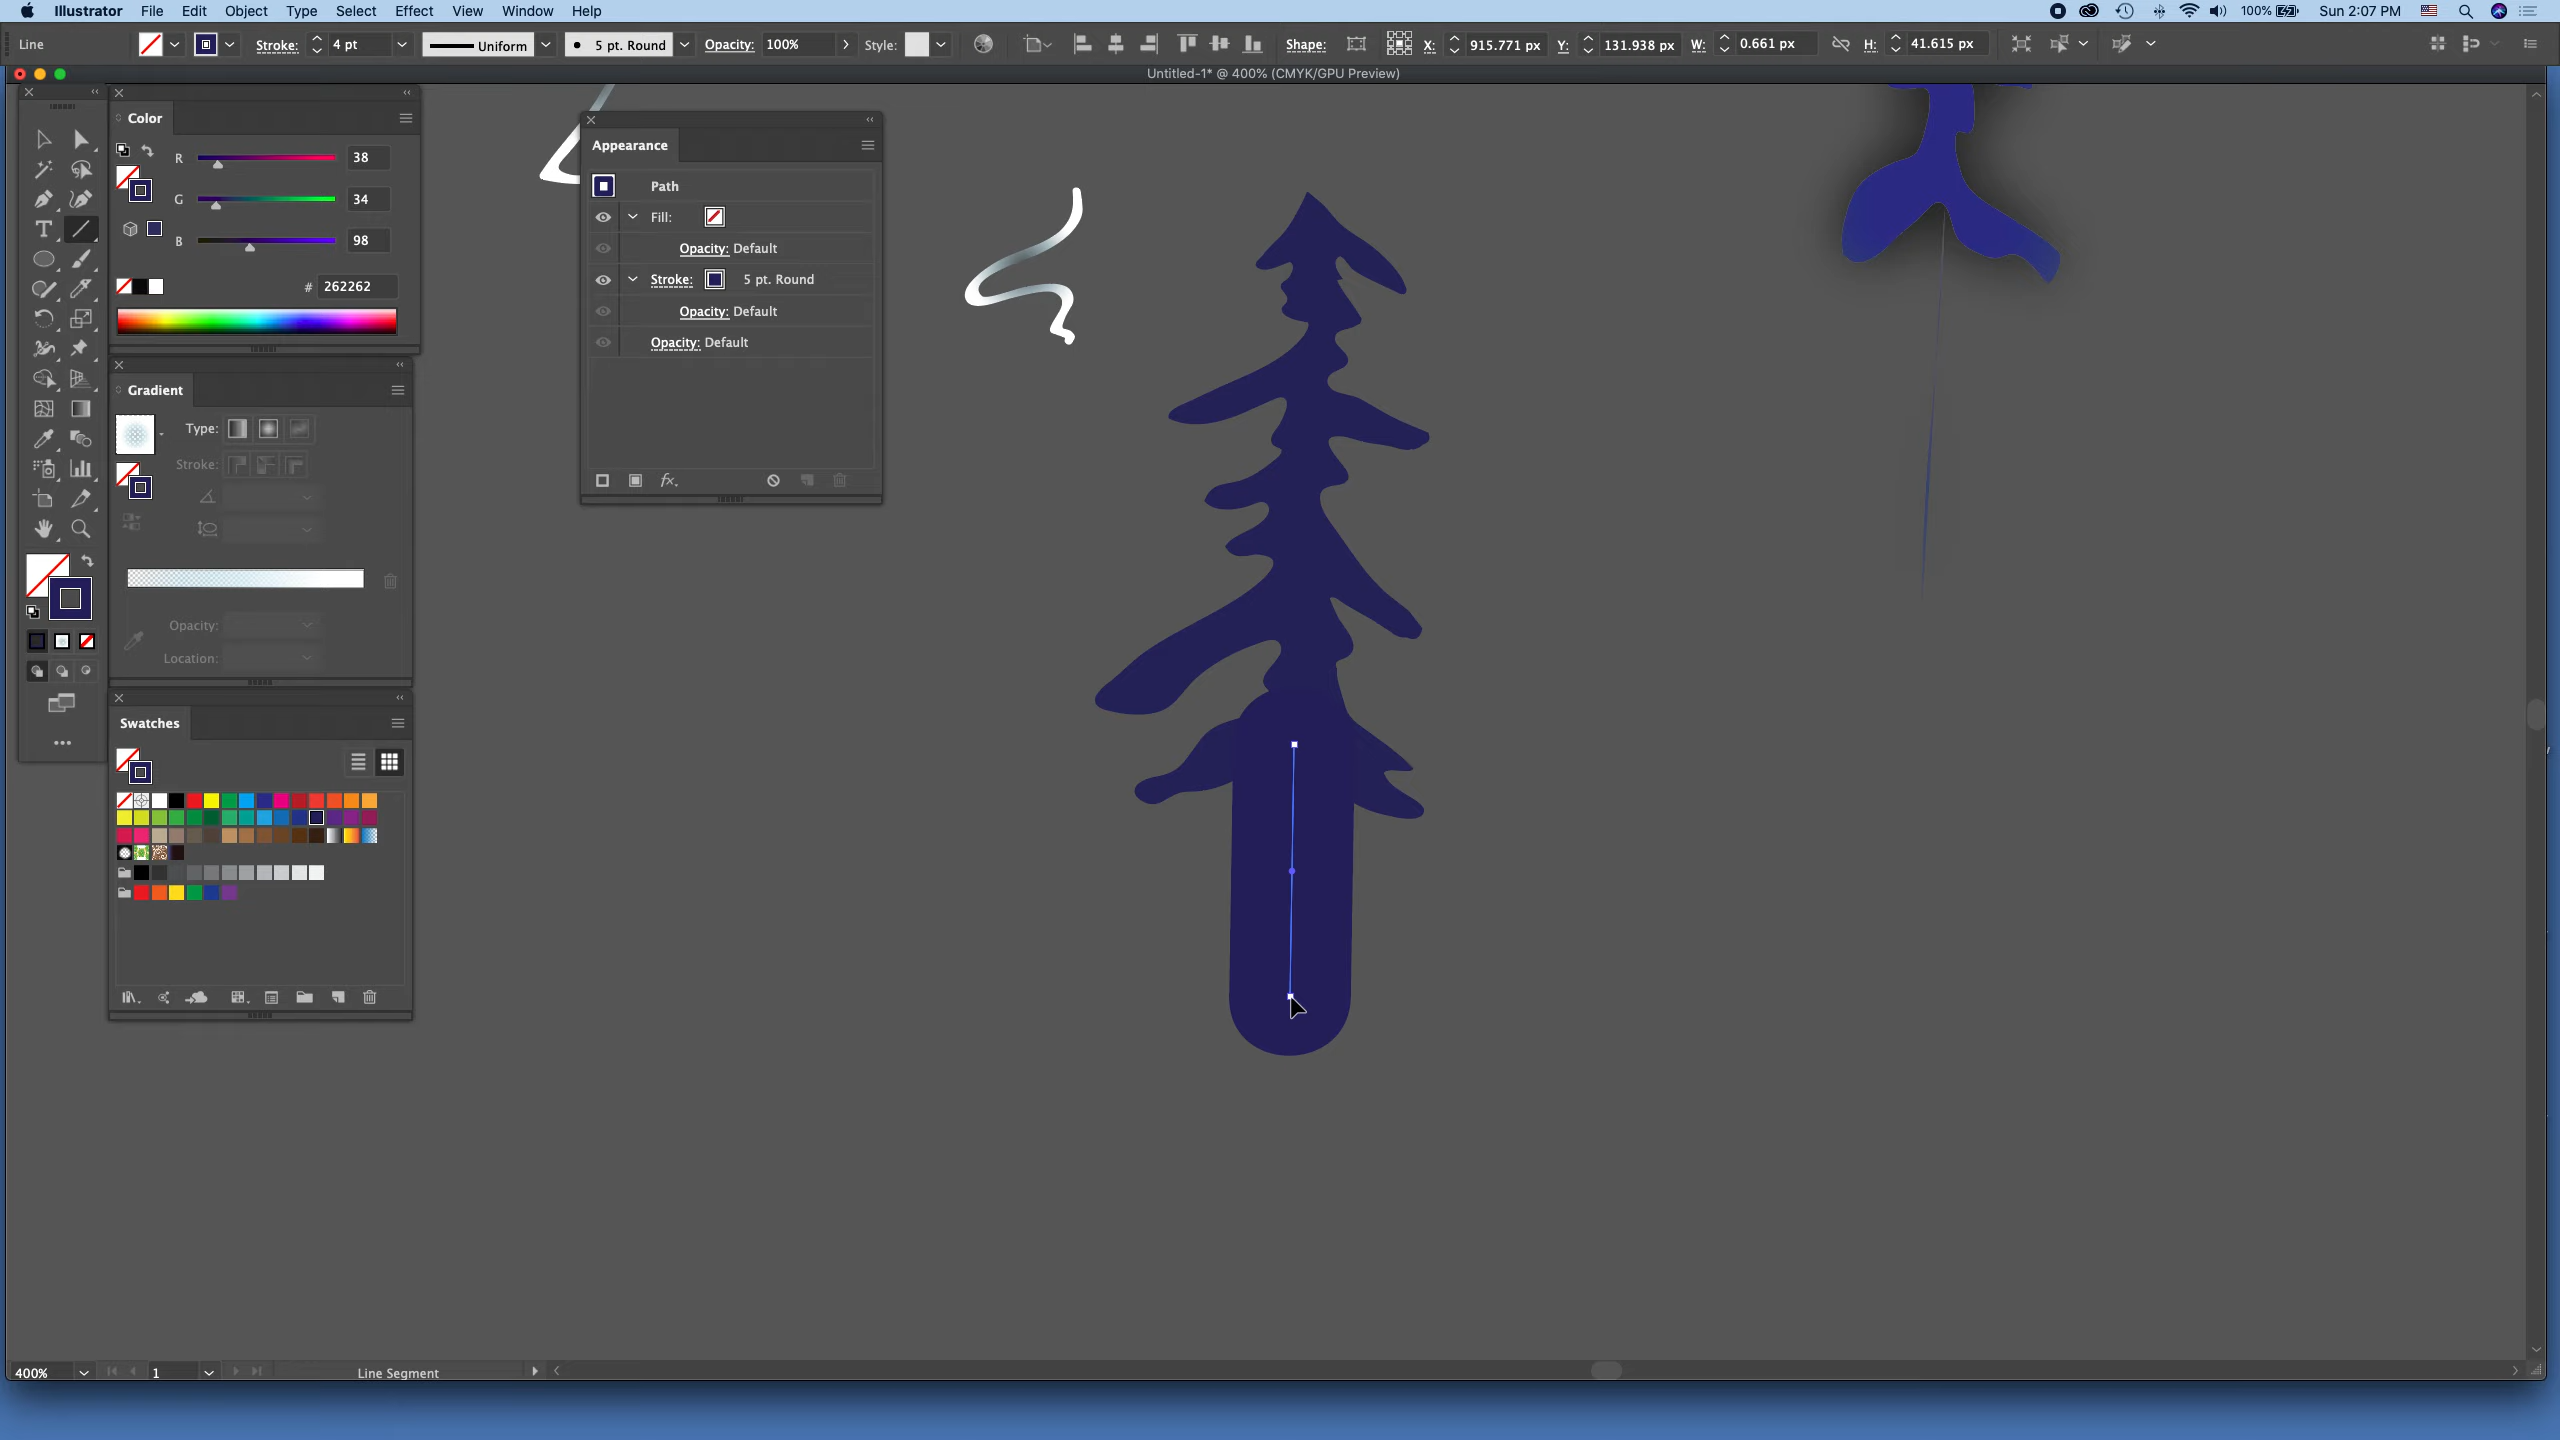 Illustrator File Edit Object Type Select Effect View Window Help 100% Sun 2:07 PM
Line Stroke: 4 pt Uniform 5 pt. Round Opacity: 100% Style: Shape: X: 915.771 px Y: 131.938 px W: 0.661 px H: 41.615 px
Untitled-1* @ 400% (CMYK/GPU Preview)
Color
R 38
G 34
B 98
# 262262
Gradient
Type:
Stroke:
Opacity:
Location:
Swatches
Appearance
Path
Fill:
Opacity: Default
Stroke: 5 pt. Round
Opacity: Default
Opacity: Default
fx.
T
400% 1 Line Segment